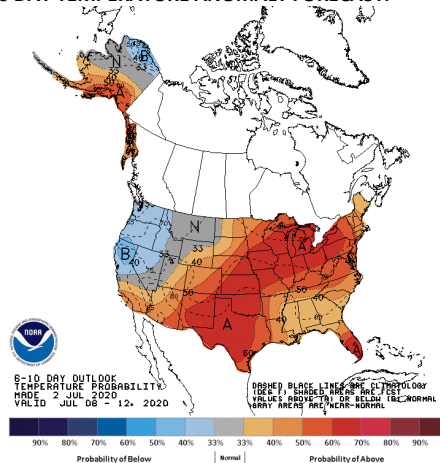 N
B
33
40
50
A
N
33
B
40
40
50
50
A
40
40
A
60
A
NOAA
6-10 DAY OUTLOOK
TEMPERATURE PROBABILITY
MADE 2 JUL 2020
VALID JUL 08 - 12, 2020
DASHED BLACK LINES ARE CLIMATOLOGY
(DEG F) SHADED AREAS ARE FCST
VALUES ABOVE (A) OR BELOW (B) NORMAL
GRAY AREAS ARE NEAR-NORMAL
90% 80% 70% 60% 50% 40% 33% 33% 40% 50% 60% 70% 80% 90%
Probability of Below Normal Probability of Above